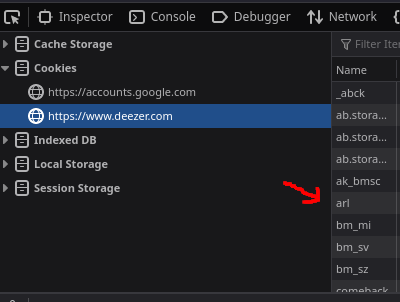 Inspector Console Debugger Network
Cache Storage
Cookies
https://accounts.google.com
https://www.deezer.com
Indexed DB
Local Storage
Session Storage
Filter Ite
Name
_abck
ab.stora...
ab.stora...
ab.stora...
ak_bmsc
arl
bm_mi
bm_sv
bm_sz
comeback